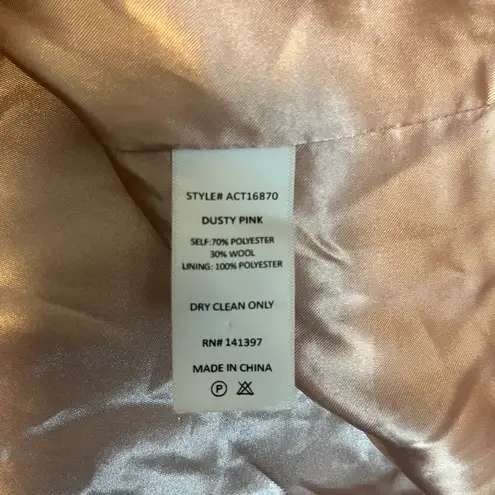 STYLE# ACT16870
DUSTY PINK
SELF:70% POLYESTER
30% WOOL
LINING: 100% POLYESTER
DRY CLEAN ONLY
RN# 141397
MADE IN CHINA
P